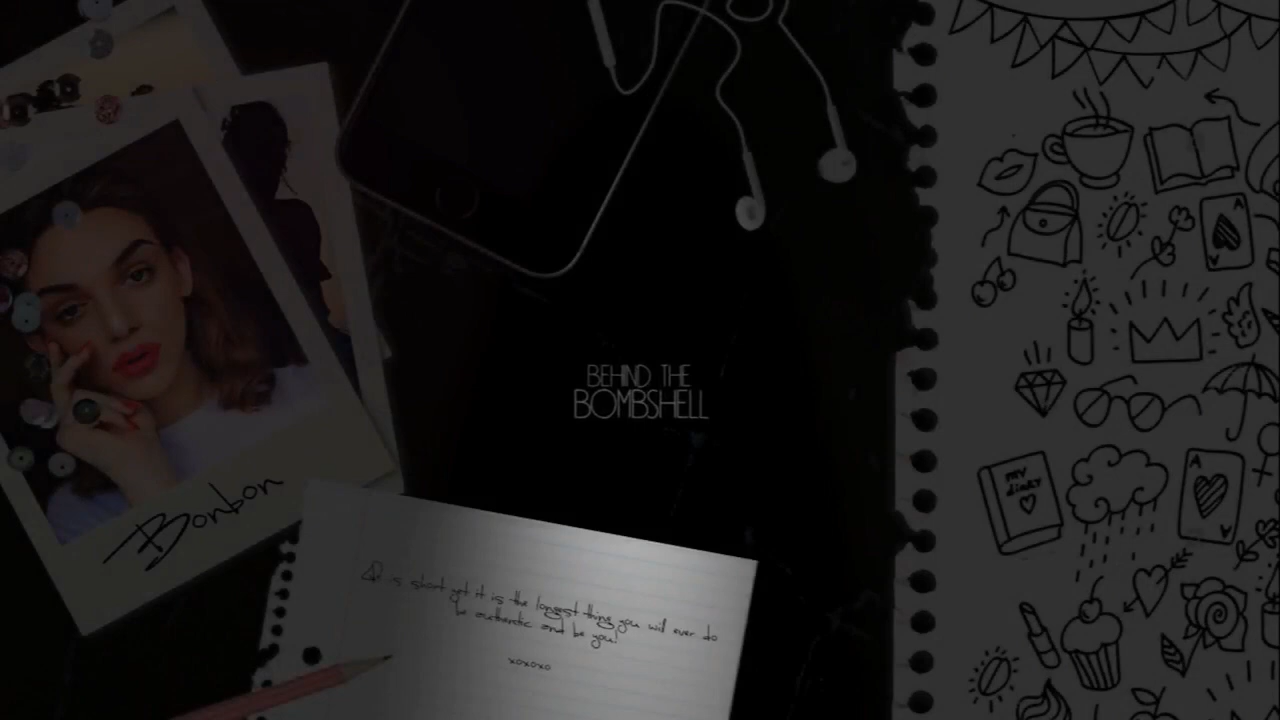 BEHIND THE
BOMBSHELL
Bonbon
is short yet it is the longest thing you will ever do
be authentic and be you!
xoxoxo
A
my
diary
A
A